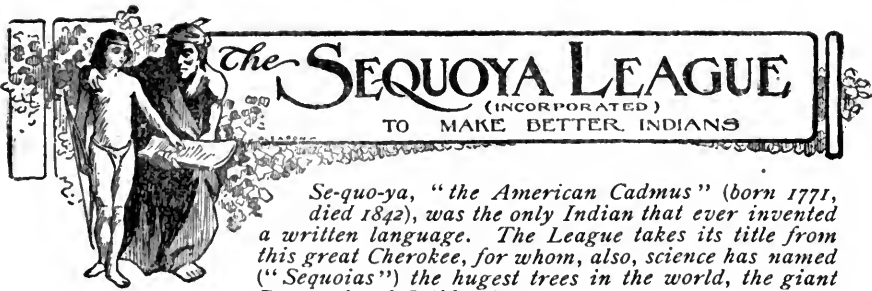 The SEQUOYA LEAGUE
(INCORPORATED)
TO MAKE BETTER INDIANS
Se-quo-ya, "the American Cadmus" (born 1771,
died 1842), was the only Indian that ever invented
a written language. The League takes its title from
this great Cherokee, for whom, also, science has named
("Sequoias") the hugest trees in the world, the giant